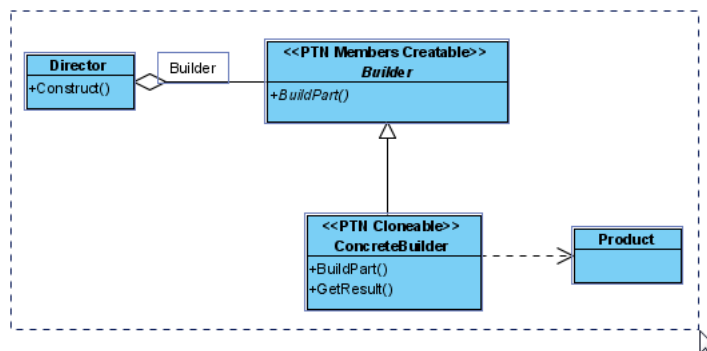 Director
+Construct()
Builder
<<PTN Members Creatable>>
Builder
+BuildPart()
<<PTN Cloneable>>
ConcreteBuilder
+BuildPart()
+GetResult()
Product